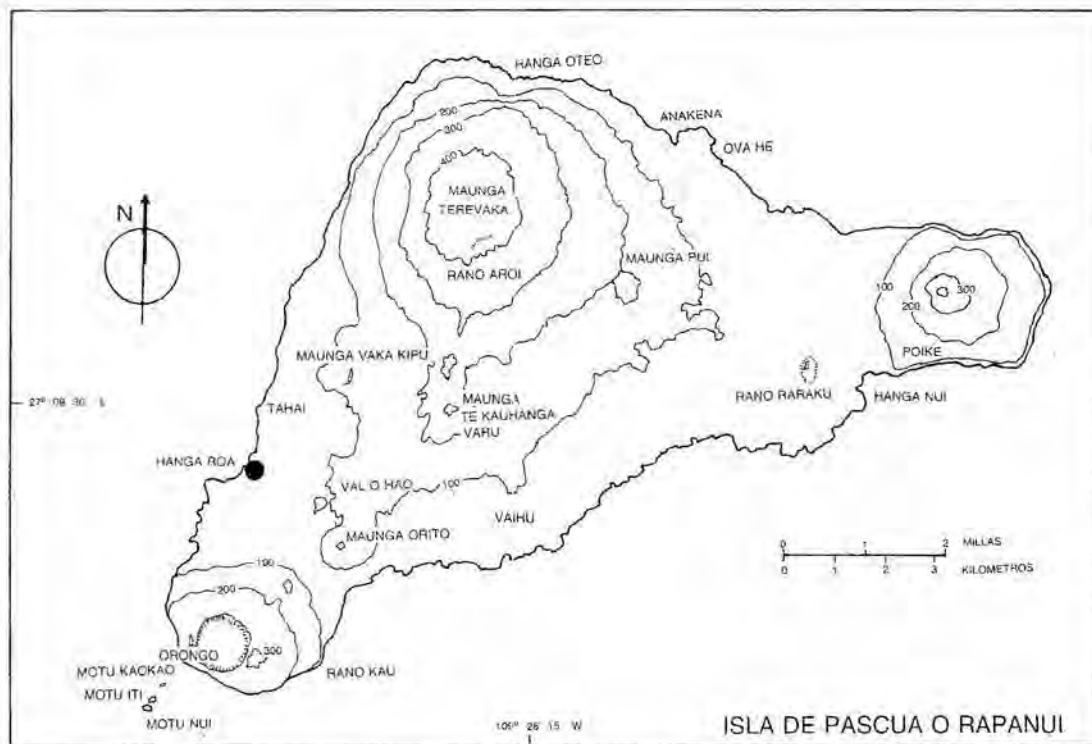 HANGA OTEO
200
300
400
ANAKENA
OVA HE
MAUNGA
TEREVAKA
N
RANO AROI
MAUNGA PUI
100
300
200
POIKE
MAUNGA VAKA KIPU
RANO RARAKU
HANGA NUI
MAUNGA
TE KAUHANGA
VARU
TAHAI
HANGA ROA
VAI O HAO
100
VAIHU
MAUNGA ORITO
0 2 MILLAS
0 1 2 3 KILOMETROS
100
200
ORONGO
300
MOTU KAOKAO
RANO KAU
MOTU ITI
MOTU NUI
ISLA DE PASCUA O RAPANUI